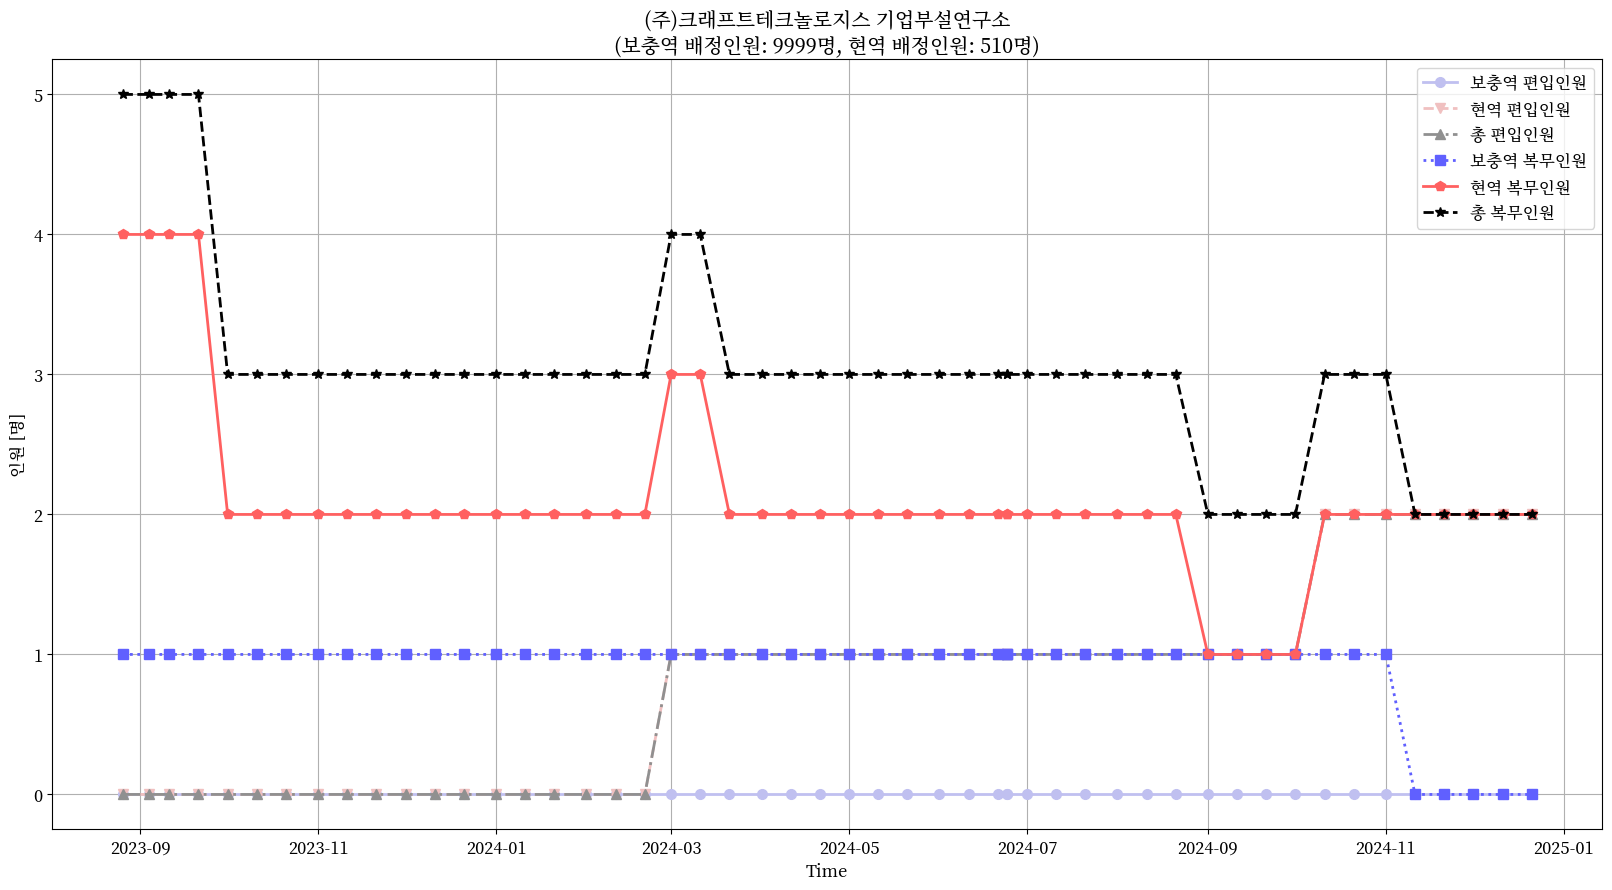 (주)크래프트테크놀로지스 기업부설연구소
(보충역 배정인원: 9999명, 현역 배정인원: 510명)
보충역 편입인원
현역 편입인원
총 편입인원
보충역 복무인원
현역 복무인원
총 복무인원
인원 [명]
5
4
3
2
1
0
2023-09
2023-11
2024-01
2024-03
2024-05
2024-07
2024-09
2024-11
2025-01
Time